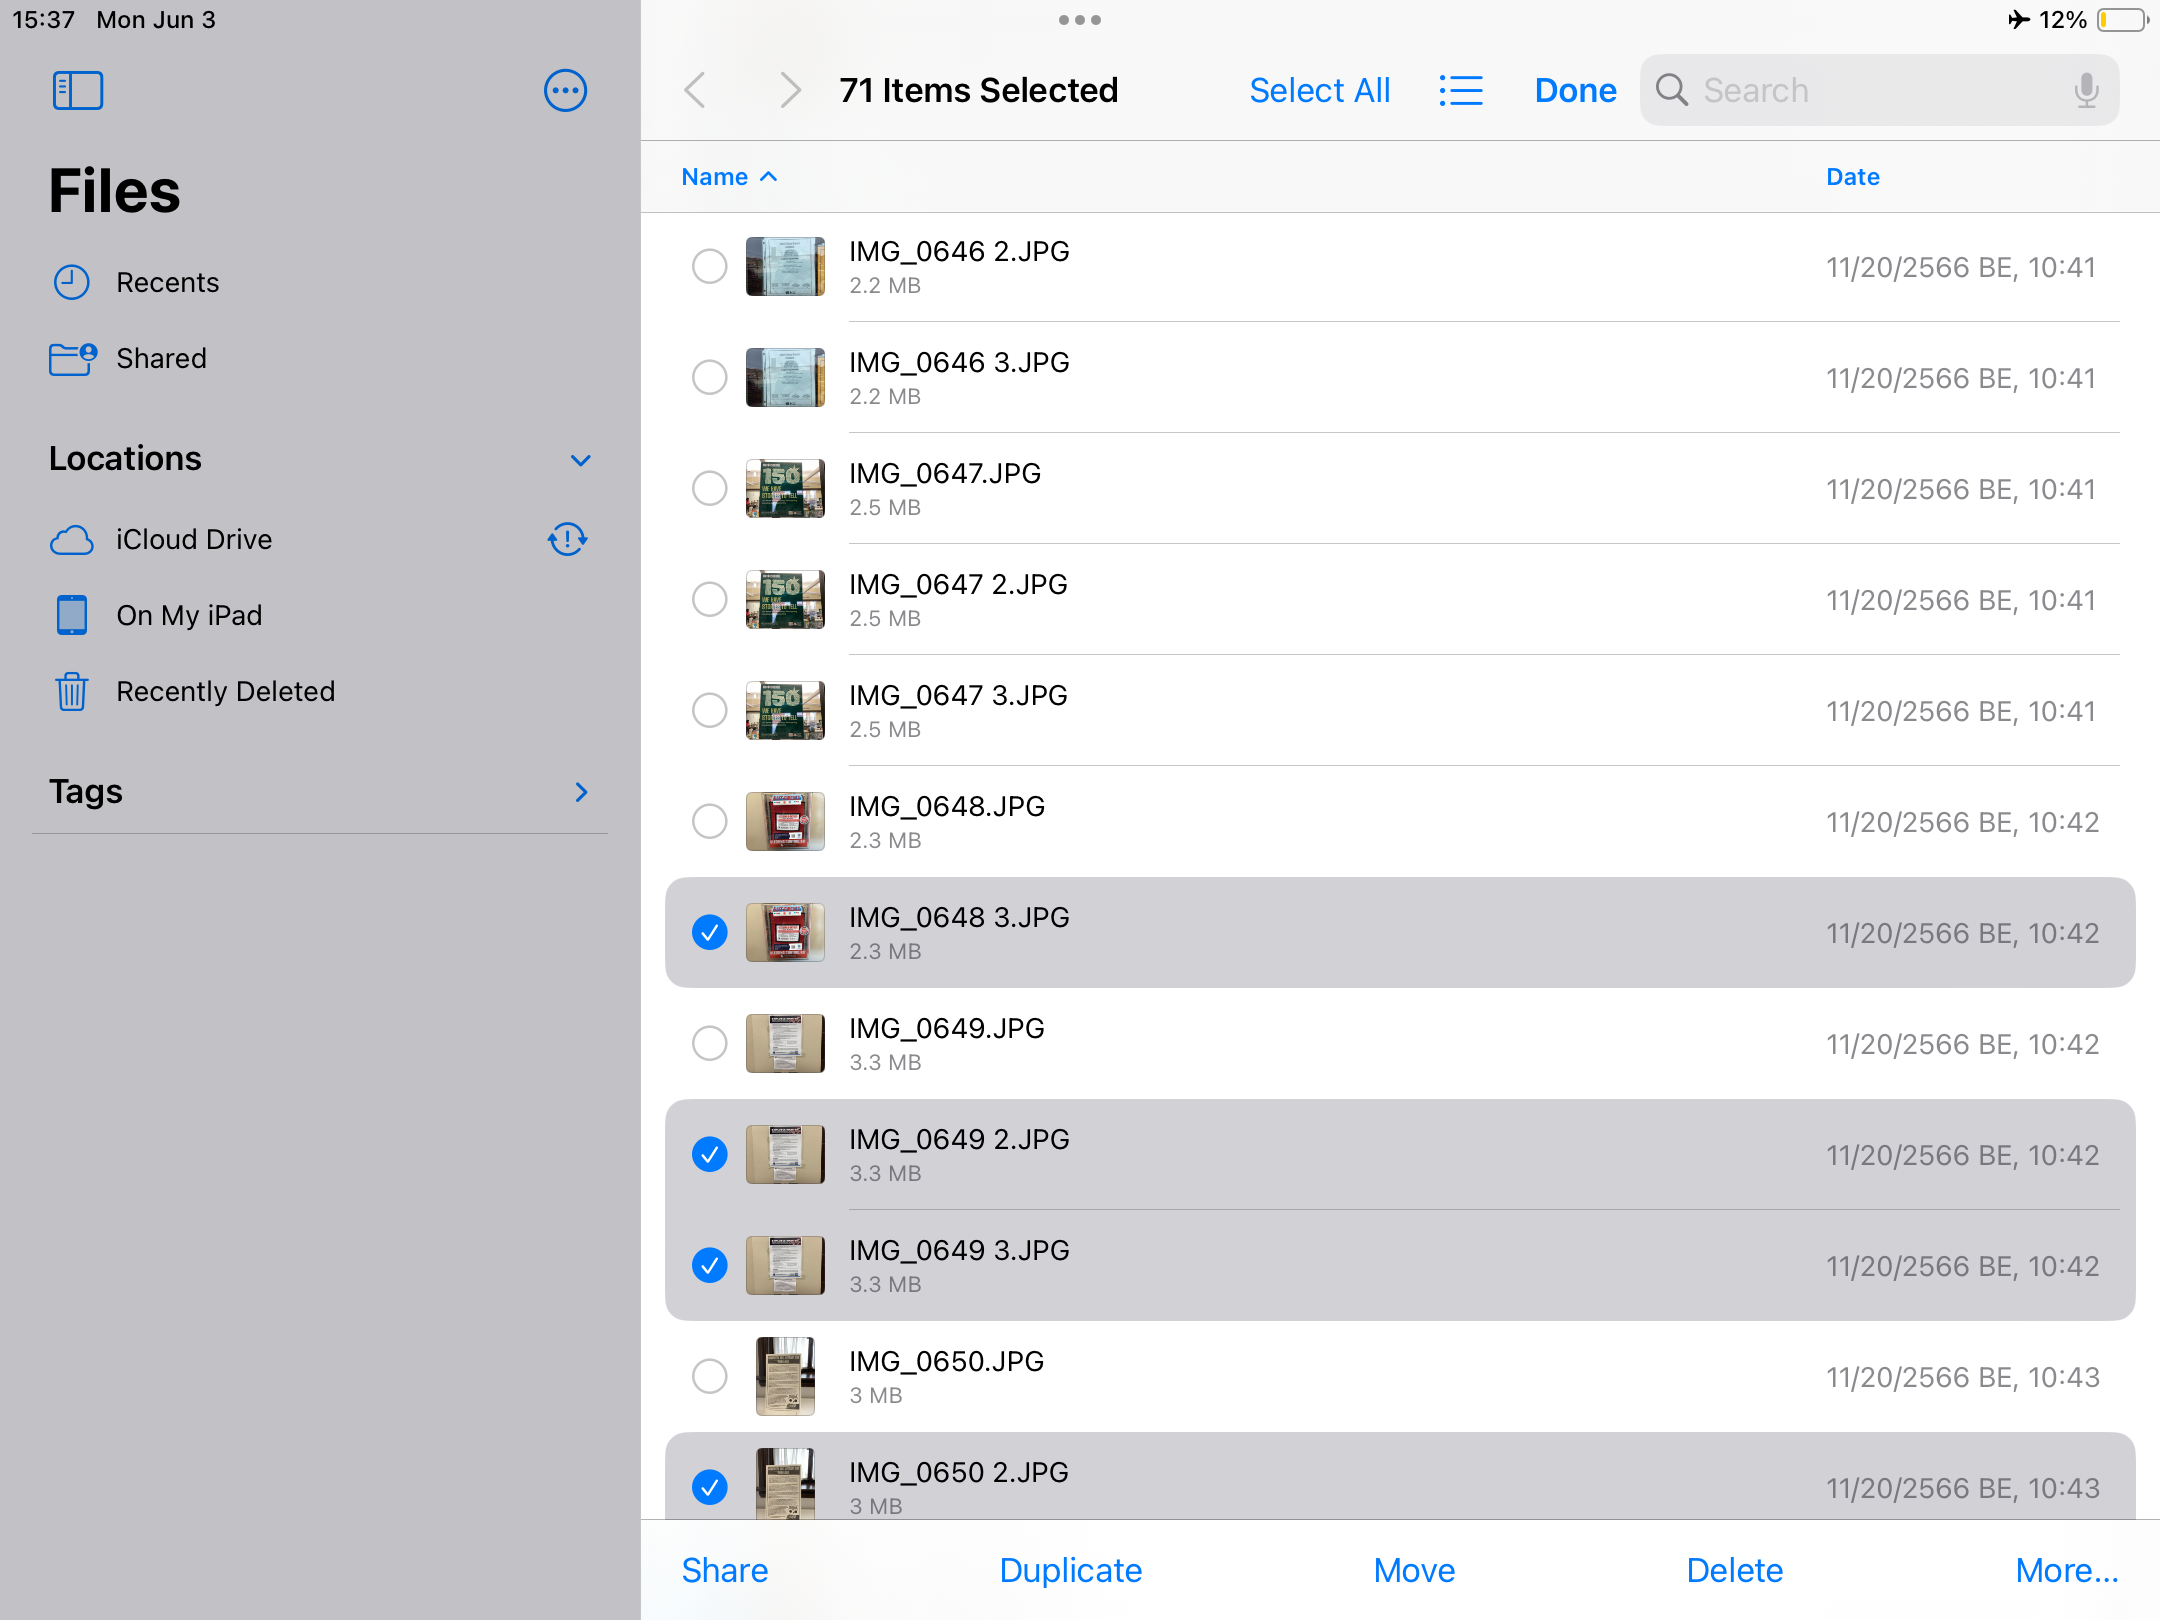 15:37 Mon Jun 3
12%
Files
Recents
Shared
Locations
iCloud Drive
On My iPad
Recently Deleted
Tags
71 Items Selected
Select All
Done
Search
Name
Date
IMG_0646 2.JPG
2.2 MB
11/20/2566 BE, 10:41
IMG_0646 3.JPG
2.2 MB
11/20/2566 BE, 10:41
IMG_0647.JPG
2.5 MB
11/20/2566 BE, 10:41
IMG_0647 2.JPG
2.5 MB
11/20/2566 BE, 10:41
IMG_0647 3.JPG
2.5 MB
11/20/2566 BE, 10:41
IMG_0648.JPG
2.3 MB
11/20/2566 BE, 10:42
IMG_0648 3.JPG
2.3 MB
11/20/2566 BE, 10:42
IMG_0649.JPG
3.3 MB
11/20/2566 BE, 10:42
IMG_0649 2.JPG
3.3 MB
11/20/2566 BE, 10:42
IMG_0649 3.JPG
3.3 MB
11/20/2566 BE, 10:42
IMG_0650.JPG
3 MB
11/20/2566 BE, 10:43
IMG_0650 2.JPG
3 MB
11/20/2566 BE, 10:43
Share
Duplicate
Move
Delete
More...